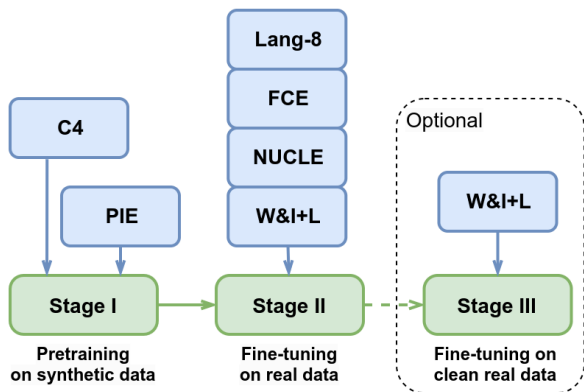 Lang-8
FCE
NUCLE
W&I+L
C4
PIE
Optional
W&I+L
Stage I
Stage II
Stage III
Pretraining
on synthetic data
Fine-tuning
on real data
Fine-tuning on
clean real data